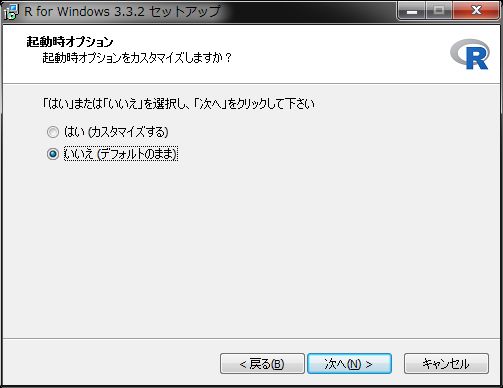 R for Windows 3.3.2 セットアップ
起動時オプション
起動時オプションをカスタマイズしますか？
R
「はい」または「いいえ」を選択し、「次へ」をクリックして下さい
はい (カスタマイズする)
いいえ (デフォルトのまま)
< 戻る(B)
次へ(N) >
キャンセル